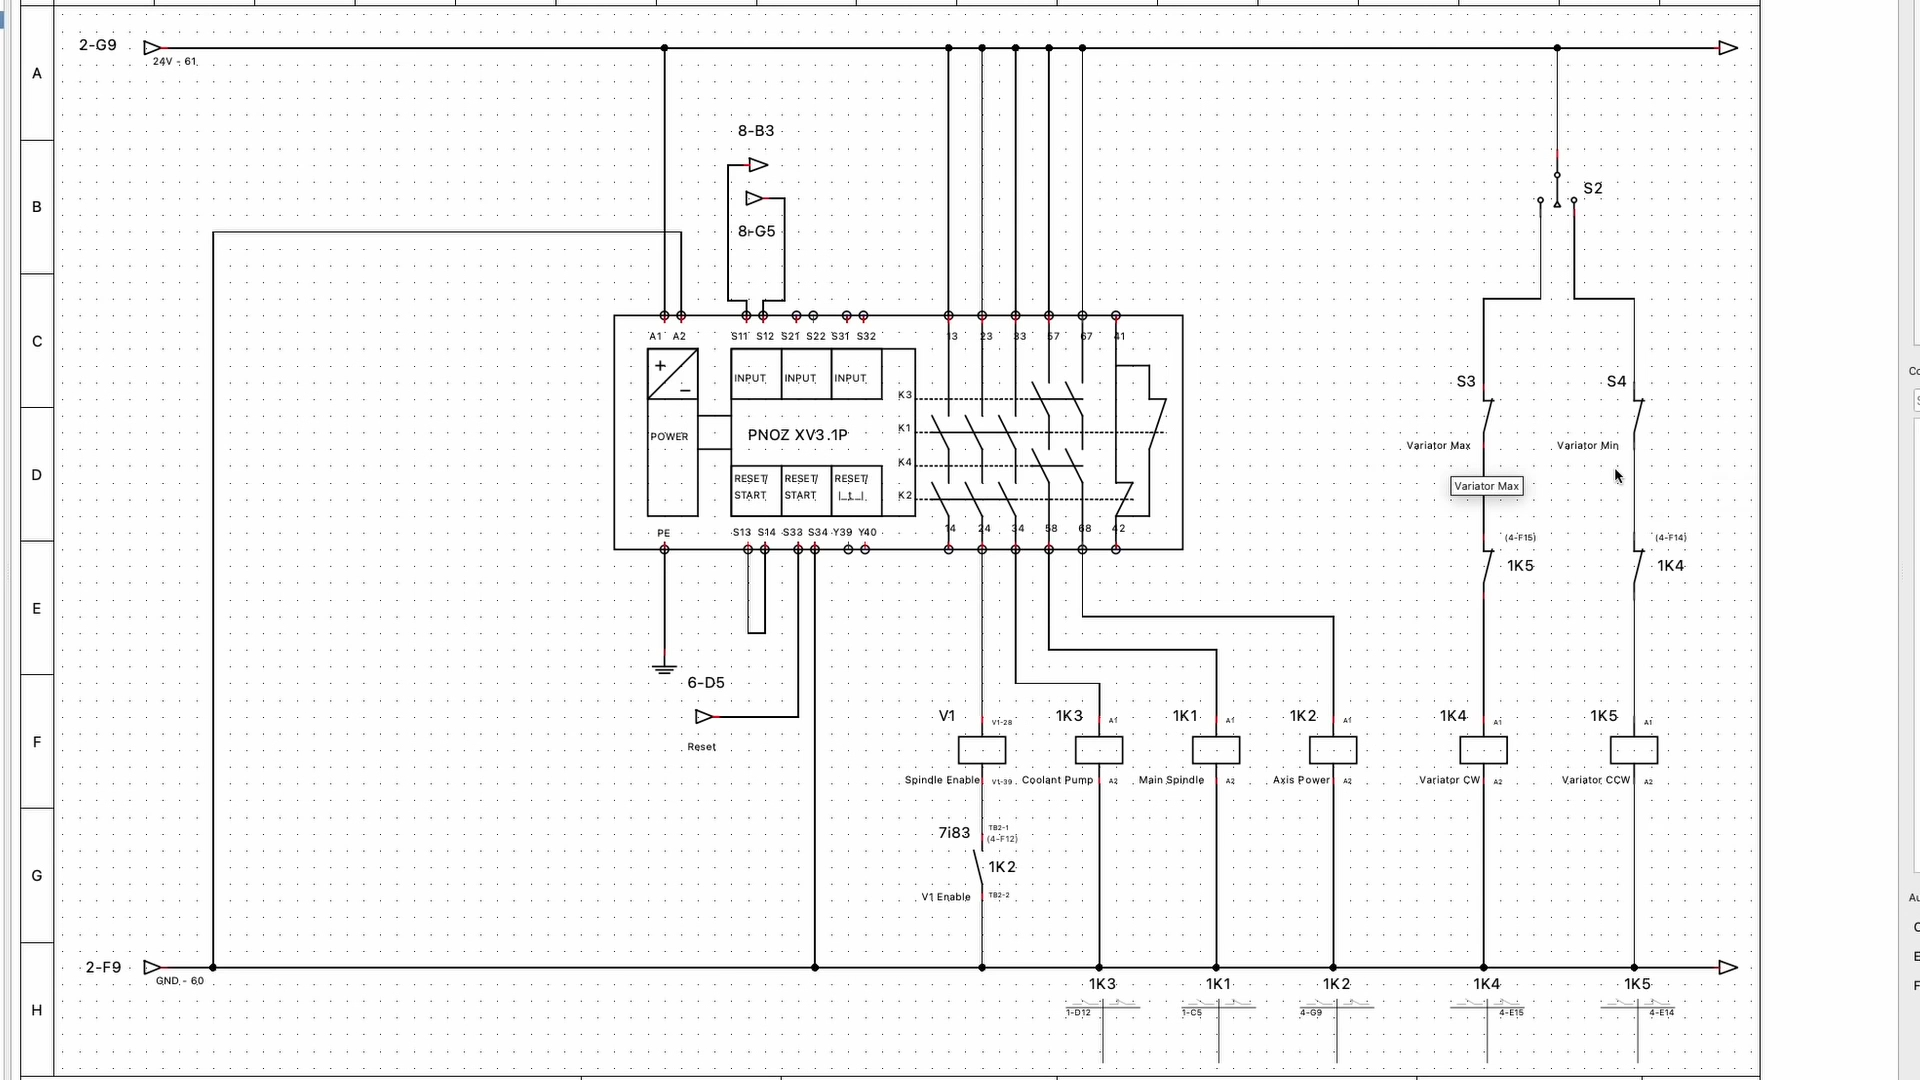 2-G9
24V - 61
A
8-B3
B
S2
8-G5
C
A1 A2 S11 S12 S21 S22 S31 S32 13 23 33 57 67 41
+
INPUT INPUT INPUT
S3 S4
K3
K1
POWER PNOZ XV3.1P
Variator Max Variator Min
K4
D
RESET/ RESET/ RESET/
START START I_t_I
Variator Max
K2
PE S13 S14 S33 S34 Y39 Y40 14 24 34 58 68 42
(4-F15) (4-F14)
1K5 1K4
E
6-D5
V1 1K3 1K1 1K2 1K4 1K5
V1-28 A1 A1 A1 A1 A1
F
Reset
Spindle Enable V1-39 Coolant Pump A2 Main Spindle A2 Axis Power A2 Variator CW A2 Variator CCW A2
7i83 TB2-1
(4-F12)
1K2
G
V1 Enable TB2-2
2-F9
GND - 60
1K3 1K1 1K2 1K4 1K5
H
1-D12 1-C5 4-G9 4-E15 4-E14